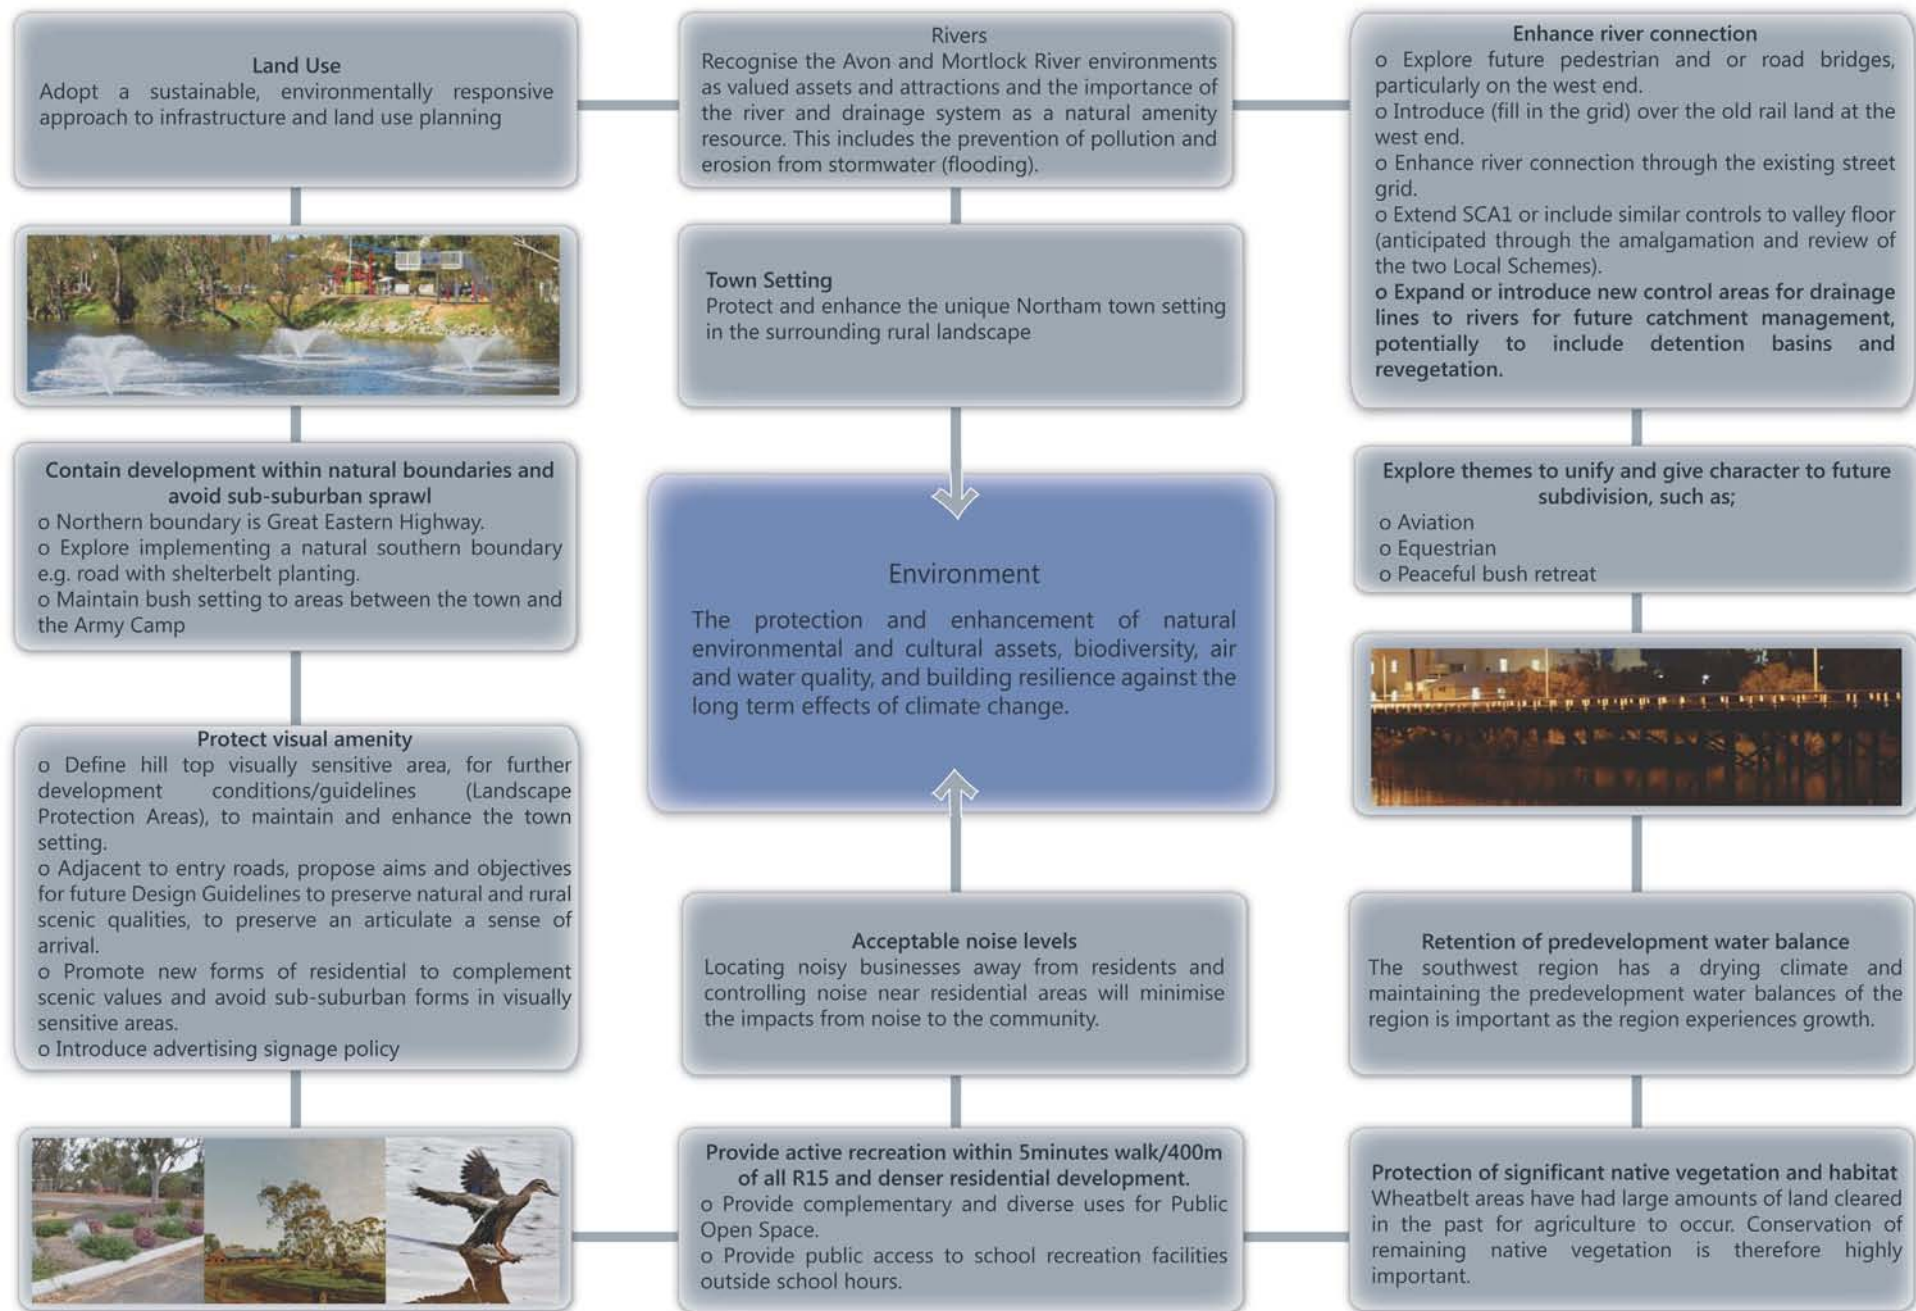 Land Use
Adopt a sustainable, environmentally responsive
approach to infrastructure and land use planning
Rivers
Recognise the Avon and Mortlock River environments
as valued assets and attractions and the importance of
the river and drainage system as a natural amenity
resource. This includes the prevention of pollution and
erosion from stormwater (flooding).
Enhance river connection
o Explore future pedestrian and or road bridges,
particularly on the west end.
o Introduce (fill in the grid) over the old rail land at the
west end.
o Enhance river connection through the existing street
grid.
o Extend SCA1 or include similar controls to valley floor
(anticipated through the amalgamation and review of
the two Local Schemes).
o Expand or introduce new control areas for drainage
lines to rivers for future catchment management,
potentially to include detention basins and
revegetation.
Town Setting
Protect and enhance the unique Northam town setting
in the surrounding rural landscape
Contain development within natural boundaries and
avoid sub-suburban sprawl
o Northern boundary is Great Eastern Highway.
o Explore implementing a natural southern boundary
e.g. road with shelterbelt planting.
o Maintain bush setting to areas between the town and
the Army Camp
Environment
The protection and enhancement of natural
environmental and cultural assets, biodiversity, air
and water quality, and building resilience against the
long term effects of climate change.
Explore themes to unify and give character to future
subdivision, such as;
o Aviation
o Equestrian
o Peaceful bush retreat
Protect visual amenity
o Define hill top visually sensitive area, for further
development conditions/guidelines (Landscape
Protection Areas), to maintain and enhance the town
setting.
o Adjacent to entry roads, propose aims and objectives
for future Design Guidelines to preserve natural and rural
scenic qualities, to preserve an articulate a sense of
arrival.
o Promote new forms of residential to complement
scenic values and avoid sub-suburban forms in visually
sensitive areas.
o Introduce advertising signage policy
Acceptable noise levels
Locating noisy businesses away from residents and
controlling noise near residential areas will minimise
the impacts from noise to the community.
Retention of predevelopment water balance
The southwest region has a drying climate and
maintaining the predevelopment water balances of the
region is important as the region experiences growth.
Provide active recreation within 5minutes walk/400m
of all R15 and denser residential development.
o Provide complementary and diverse uses for Public
Open Space.
o Provide public access to school recreation facilities
outside school hours.
Protection of significant native vegetation and habitat
Wheatbelt areas have had large amounts of land cleared
in the past for agriculture to occur. Conservation of
remaining native vegetation is therefore highly
important.